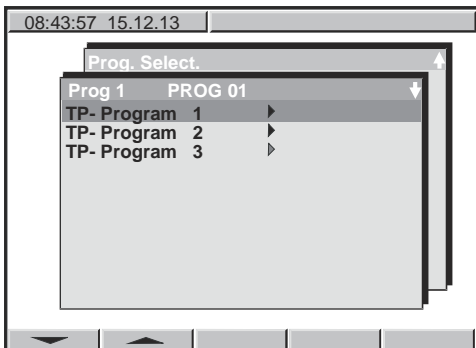 08:43:57 15.12.13
Prog. Select.
Prog 1 PROG 01
TP- Program 1
TP- Program 2
TP- Program 3